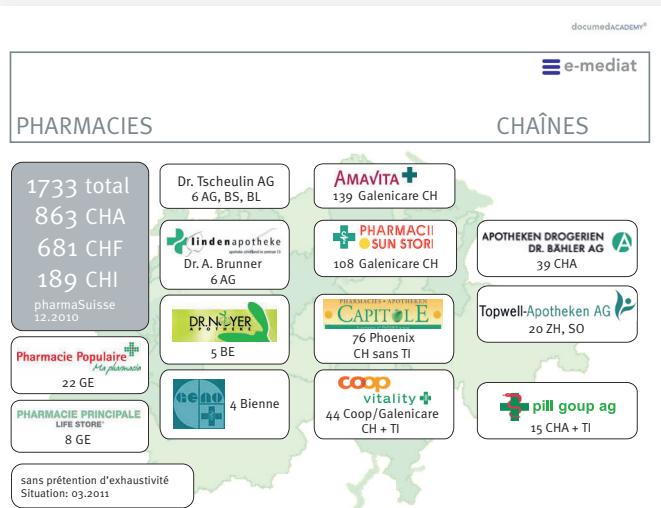 documedACADEMY®
e-mediat
PHARMACIES
CHAÎNES
1733 total
863 CHA
681 CHF
189 CHI
pharmaSuisse
12.2010
Pharmacie Populaire
Ma pharmacie
22 GE
PHARMACIE PRINCIPALE
LIFE STORE
8 GE
sans prétention d'exhaustivité
Situation: 03.2011
Dr. Tscheulin AG
6 AG, BS, BL
lindenapotheke
Dr. A. Brunner
6 AG
DR.NOYER
APOTHEKE
5 BE
geno
4 Bienne
AMAVITA
139 Galenicare CH
PHARMACII
SUN STORI
108 Galenicare CH
PHARMACIES • APOTHEKEN
CAPITOLE
76 Phoenix
CH sans TI
coop
vitality
44 Coop/Galenicare
CH + TI
APOTHEKEN DROGERIEN
DR. BÄHLER AG
39 CHA
Topwell-Apotheken AG
20 ZH, SO
pill goup ag
15 CHA + TI